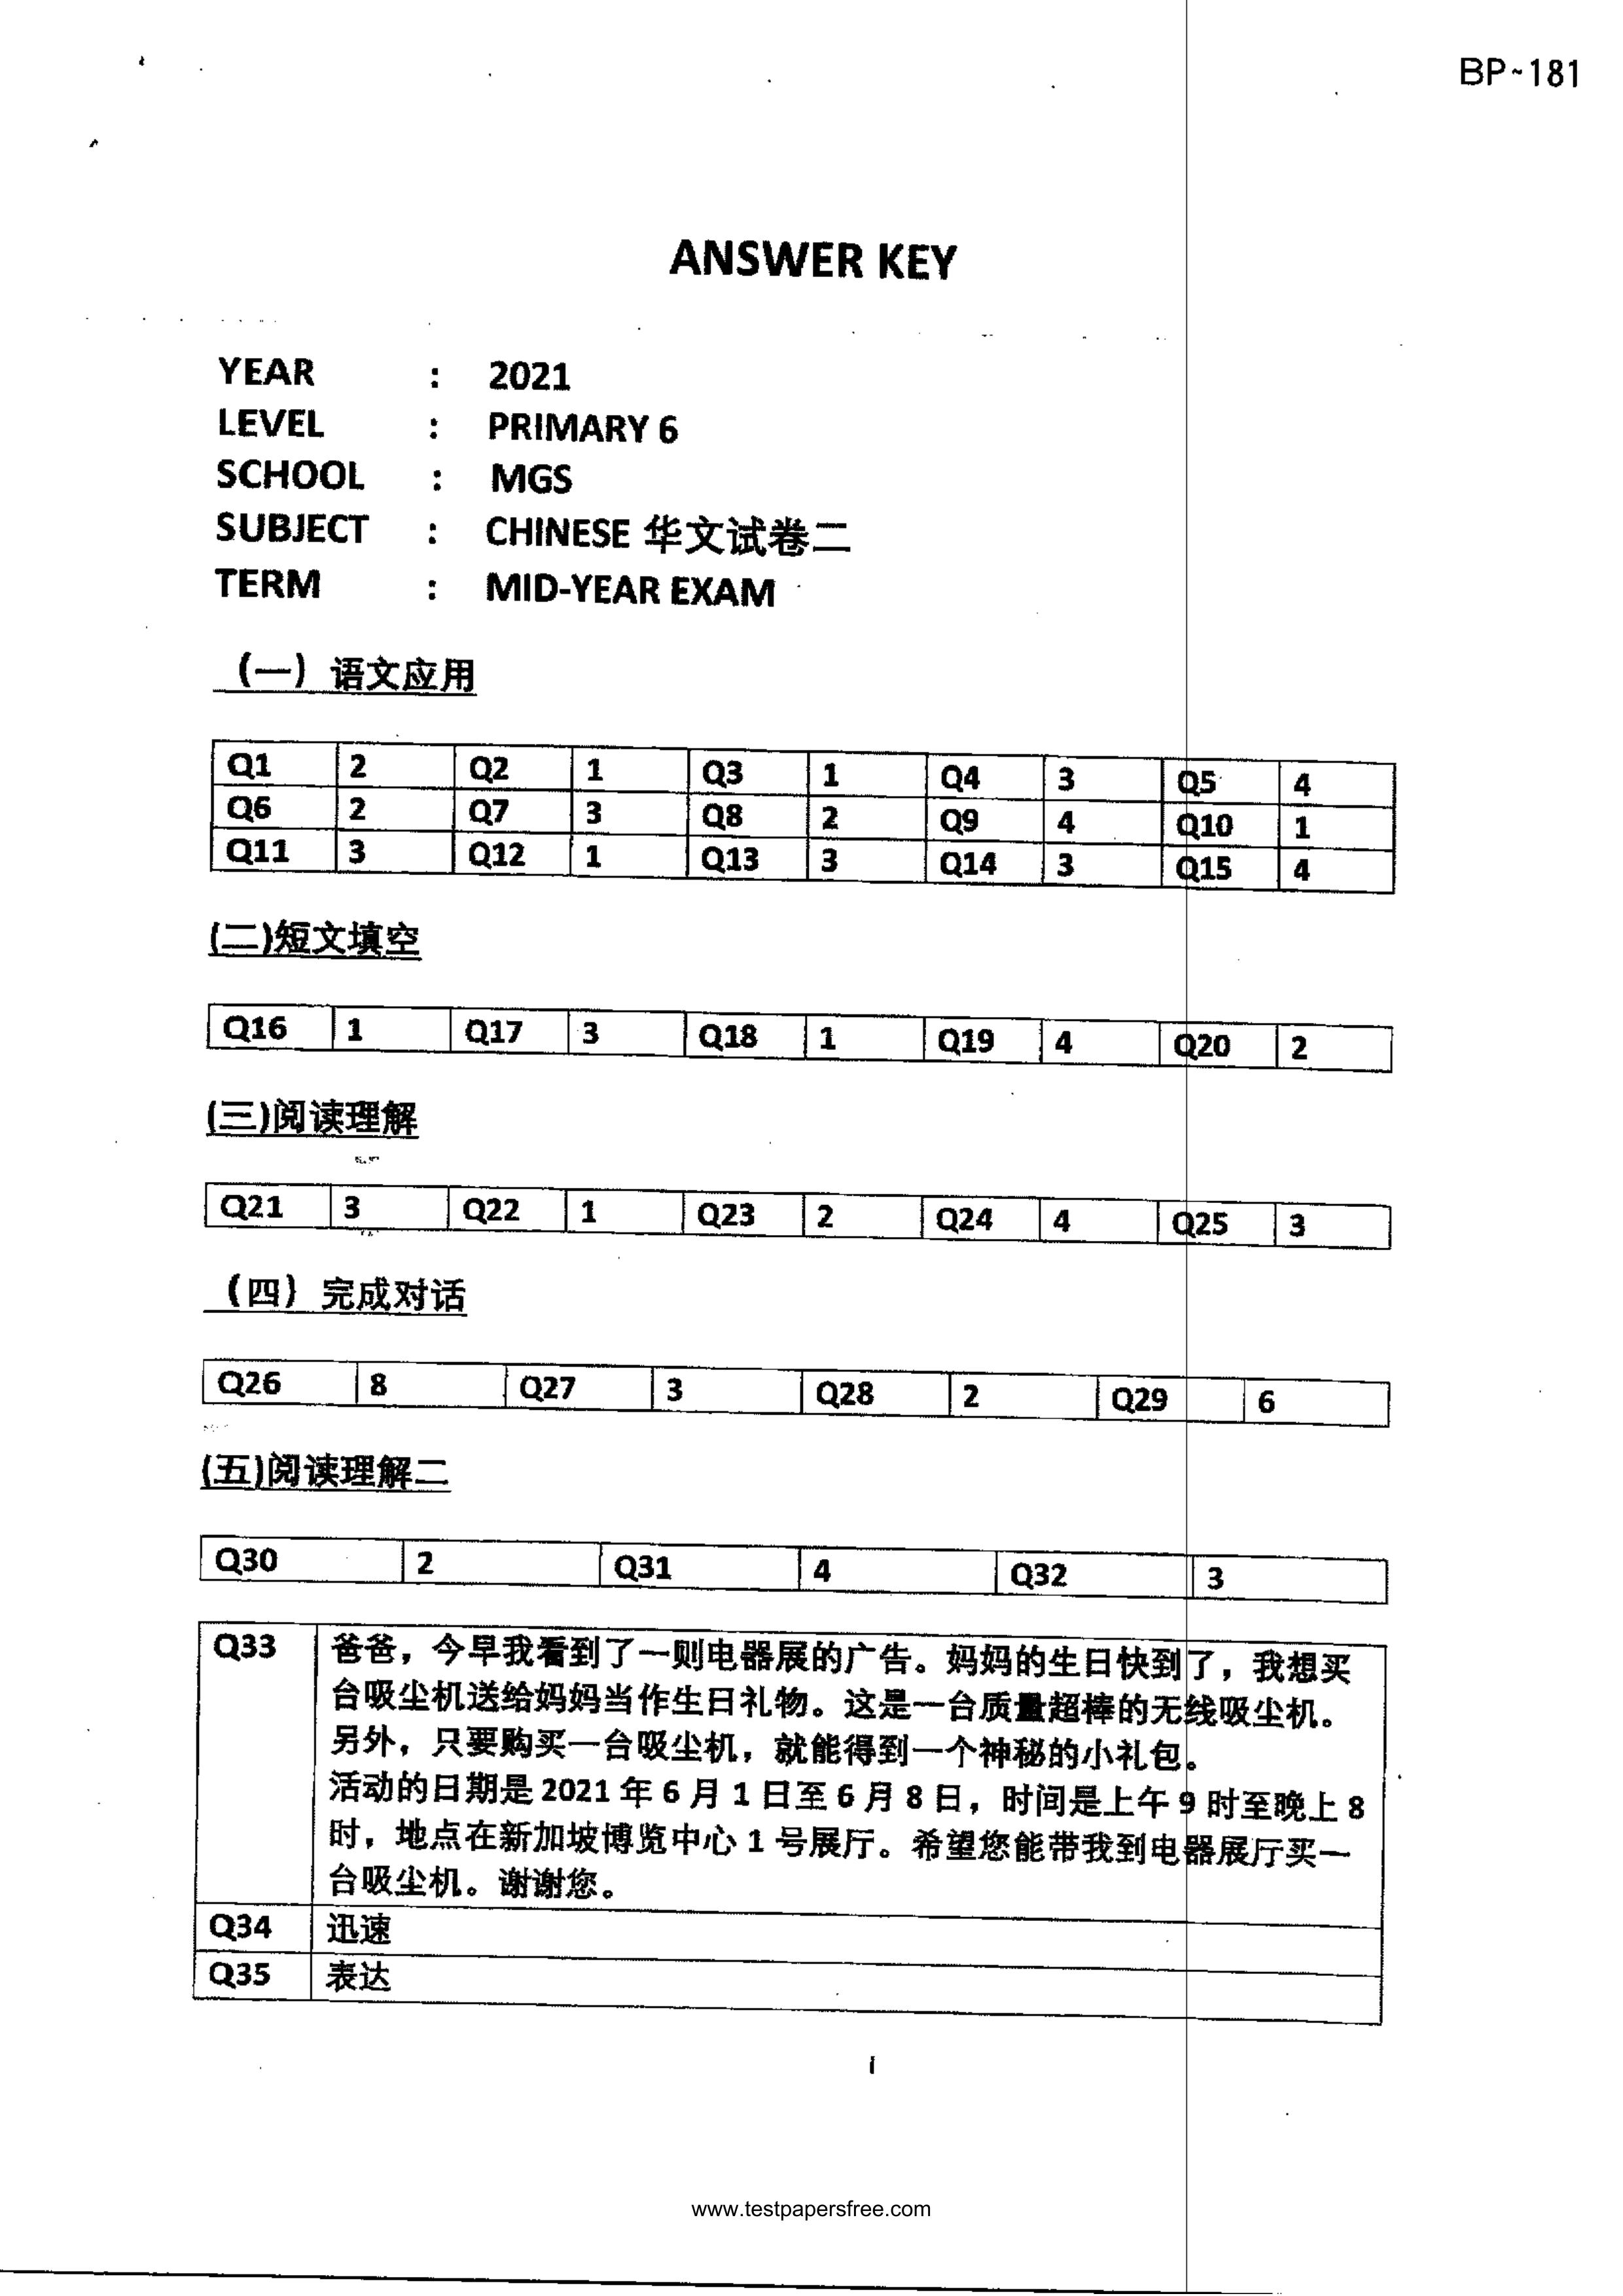 BP~181
ANSWER KEY
YEAR : 2021
LEVEL : PRIMARY 6
SCHOOL : MGS
SUBJECT : CHINESE 华文试卷二
TERM : MID-YEAR EXAM
(一) 语文应用
Q1 2 Q2 1 Q3 1 Q4 3 Q5 4
Q6 2 Q7 3 Q8 2 Q9 4 Q10 1
Q11 3 Q12 1 Q13 3 Q14 3 Q15 4
(二)短文填空
Q16 1 Q17 3 Q18 1 Q19 4 Q20 2
(三)阅读理解
Q21 3 Q22 1 Q23 2 Q24 4 Q25 3
(四) 完成对话
Q26 8 Q27 3 Q28 2 Q29 6
(五)阅读理解二
Q30 2 Q31 4 Q32 3
Q33 爸爸，今早我看到了一则电器展的广告。妈妈的生日快到了，我想买
台吸尘机送给妈妈当作生日礼物。这是一台质量超棒的无线吸尘机。
另外，只要购买一台吸尘机，就能得到一个神秘的小礼包。
活动的日期是 2021 年 6 月 1 日至 6 月 8 日，时间是上午 9 时至晚上 8
时，地点在新加坡博览中心 1 号展厅。希望您能带我到电器展厅买一
台吸尘机。谢谢您。
Q34 迅速
Q35 表达
www.testpapersfree.com